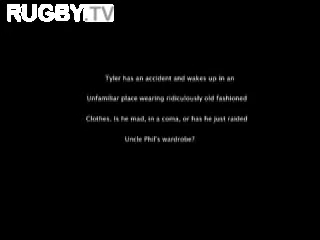 RUGBY.TV
Tyler has an accident and wakes up in an
Unfamiliar place wearing ridiculously old fashioned
Clothes. Is he mad, in a coma, or has he just raided
Uncle Phil's wardrobe?